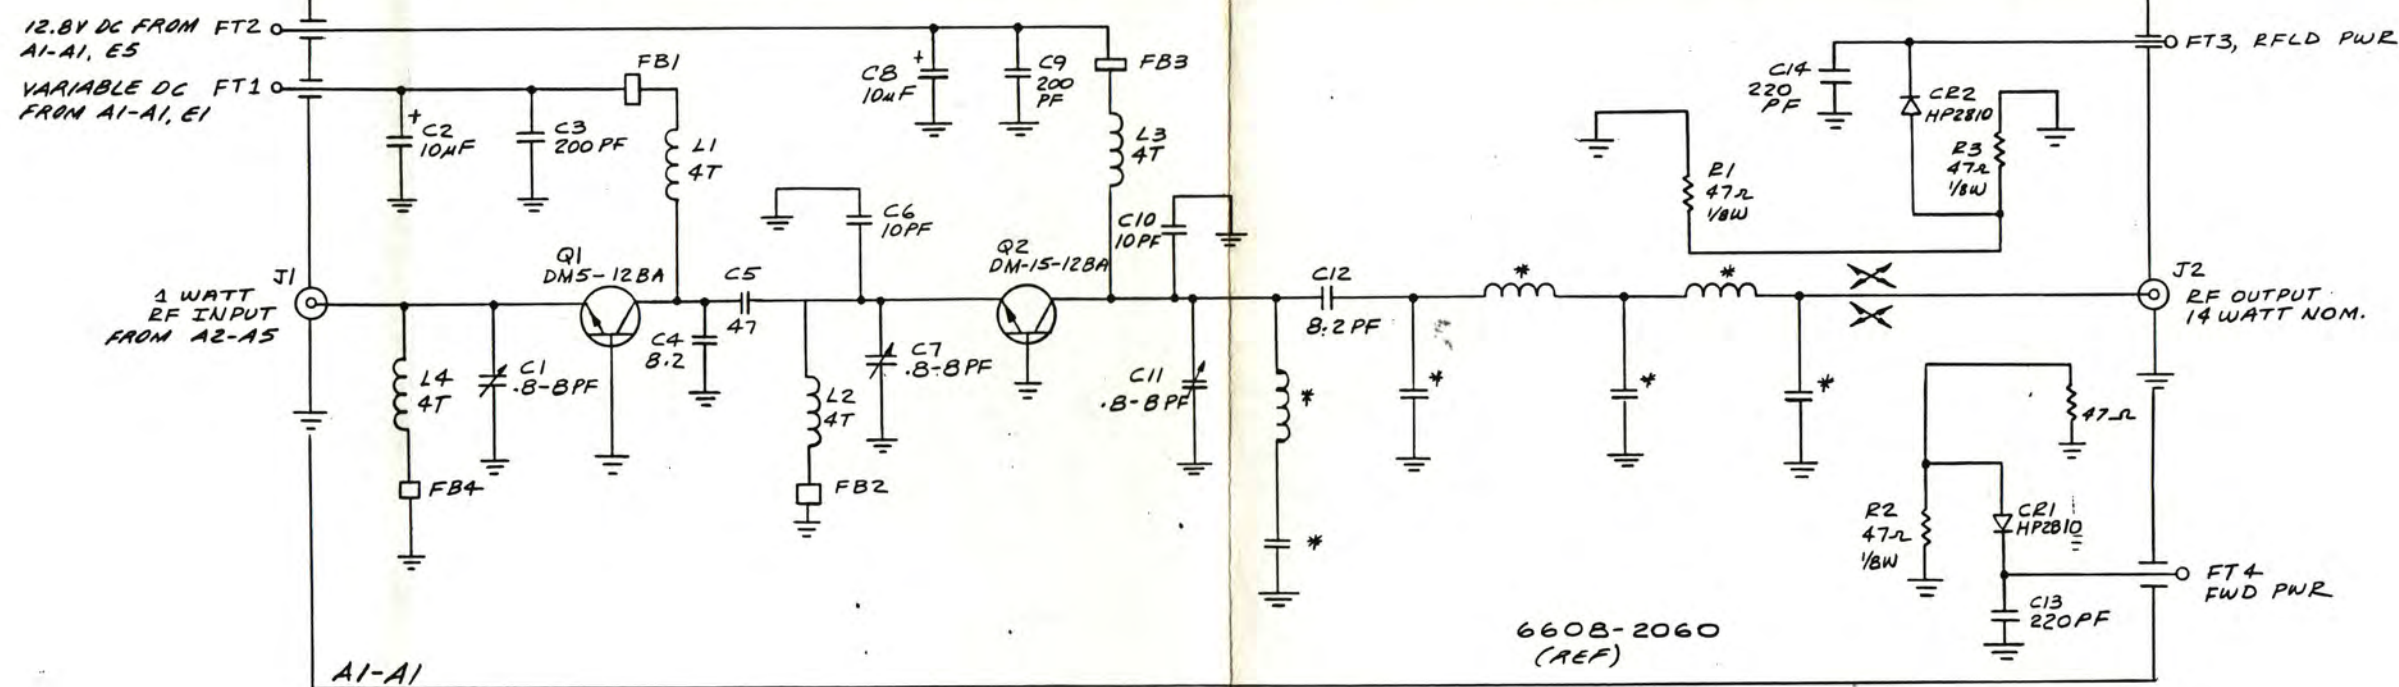 12.8V DC FROM FT2
A1-A1, E5
VARIABLE DC FT1
FROM A1-A1, E1
FB1
+
C2
10µF
C3
200 PF
L1
4T
+
C8
10µF
C9
200
PF
FB3
L3
4T
C14
220
PF
CR2
HP2810
R3
47Ω
1/8W
R1
47Ω
1/8W
FT3, RFLD PWR
J1
1 WATT
RF INPUT
FROM A2-A5
Q1
DM5-12BA
C5
47
C6
10PF
Q2
DM-15-12BA
C10
10PF
C12
8.2 PF
*
*
J2
RF OUTPUT
14 WATT NOM.
L4
4T
C1
.8-8PF
C4
8.2
L2
4T
C7
.8-8PF
C11
.8-8PF
*
*
*
*
*
47Ω
FB4
FB2
R2
47Ω
1/8W
CR1
HP2810
FT4
FWD PWR
C13
220PF
6608-2060
(REF)
A1-A1